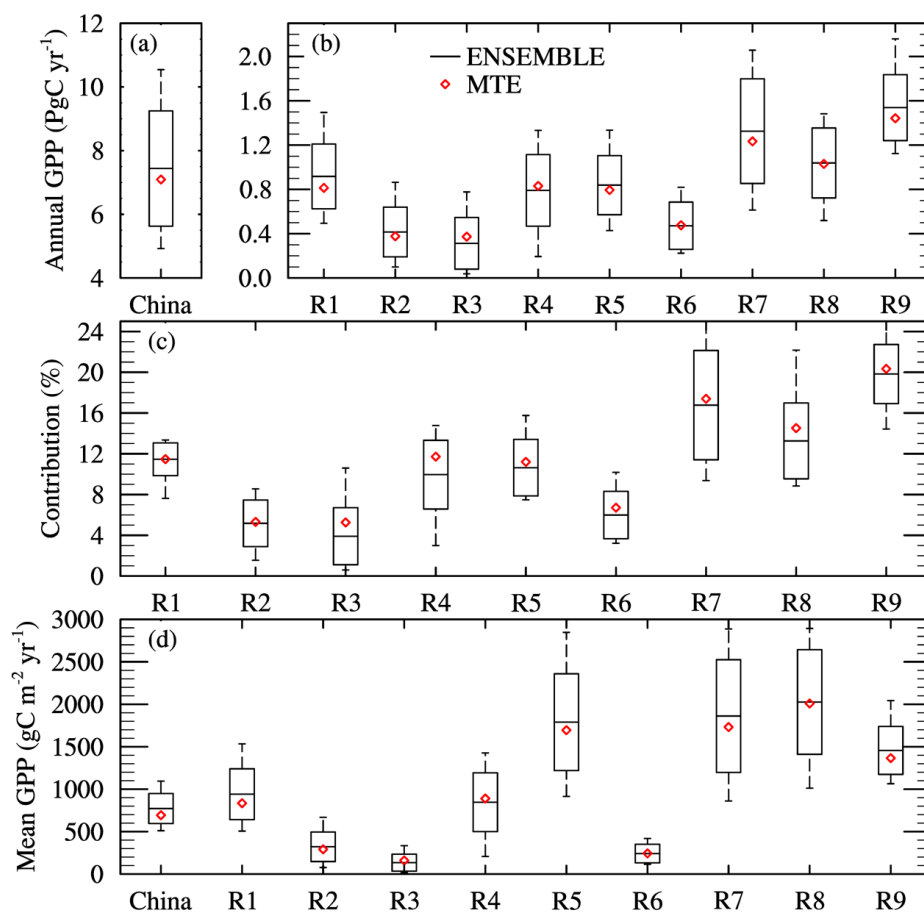 (a)
Annual GPP (PgC yr⁻¹)
12
10
8
6
4
China
(b)
ENSEMBLE
MTE
2.0
1.6
1.2
0.8
0.4
0.0
R1 R2 R3 R4 R5 R6 R7 R8 R9
(c)
Contribution (%)
24
20
16
12
8
4
0
R1 R2 R3 R4 R5 R6 R7 R8 R9
(d)
Mean GPP (gC m⁻² yr⁻¹)
3000
2500
2000
1500
1000
500
0
China R1 R2 R3 R4 R5 R6 R7 R8 R9